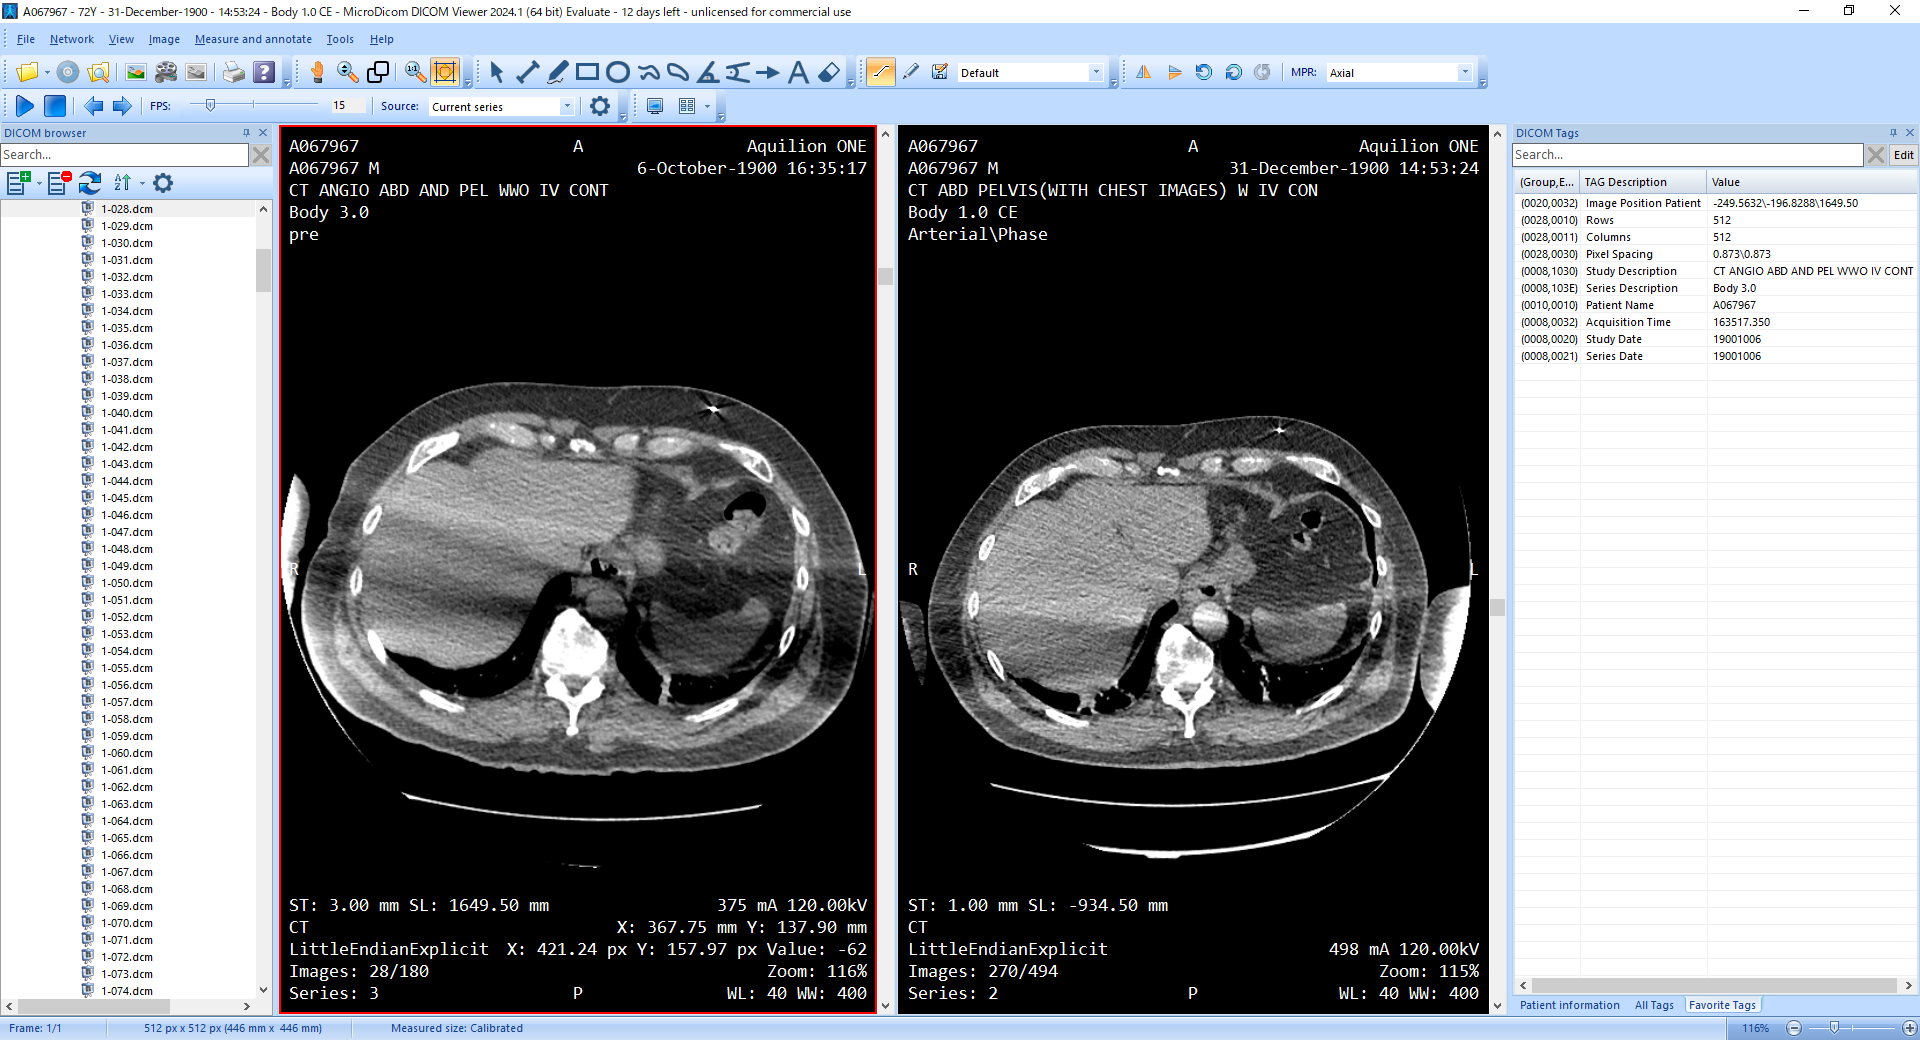 A067967 - 72Y - 31-December-1900 - 14:53:24 - Body 1.0 CE - MicroDicom DICOM Viewer 2024.1 (64 bit) Evaluate - 12 days left - unlicensed for commercial use
File Network View Image Measure and annotate Tools Help
1:1 A Default MPR: Axial
FPS: 15 Source: Current series
DICOM browser
Search...
A Z
1-028.dcm
1-029.dcm
1-030.dcm
1-031.dcm
1-032.dcm
1-033.dcm
1-034.dcm
1-035.dcm
1-036.dcm
1-037.dcm
1-038.dcm
1-039.dcm
1-040.dcm
1-041.dcm
1-042.dcm
1-043.dcm
1-044.dcm
1-045.dcm
1-046.dcm
1-047.dcm
1-048.dcm
1-049.dcm
1-050.dcm
1-051.dcm
1-052.dcm
1-053.dcm
1-054.dcm
1-055.dcm
1-056.dcm
1-057.dcm
1-058.dcm
1-059.dcm
1-060.dcm
1-061.dcm
1-062.dcm
1-063.dcm
1-064.dcm
1-065.dcm
1-066.dcm
1-067.dcm
1-068.dcm
1-069.dcm
1-070.dcm
1-071.dcm
1-072.dcm
1-073.dcm
1-074.dcm
A067967 A Aquilion ONE
A067967 M 6-October-1900 16:35:17
CT ANGIO ABD AND PEL WWO IV CONT
Body 3.0
pre
R L
ST: 3.00 mm SL: 1649.50 mm 375 mA 120.00kV
CT X: 367.75 mm Y: 137.90 mm
LittleEndianExplicit X: 421.24 px Y: 157.97 px Value: -62
Images: 28/180 Zoom: 116%
Series: 3 P WL: 40 WW: 400
A067967 A Aquilion ONE
A067967 M 31-December-1900 14:53:24
CT ABD PELVIS(WITH CHEST IMAGES) W IV CON
Body 1.0 CE
Arterial\Phase
R L
ST: 1.00 mm SL: -934.50 mm
CT
LittleEndianExplicit 498 mA 120.00kV
Images: 270/494 Zoom: 115%
Series: 2 P WL: 40 WW: 400
DICOM Tags
Search... Edit
(Group,E... TAG Description Value
(0020,0032) Image Position Patient -249.5632\-196.8288\1649.50
(0028,0010) Rows 512
(0028,0011) Columns 512
(0028,0030) Pixel Spacing 0.873\0.873
(0008,1030) Study Description CT ANGIO ABD AND PEL WWO IV CONT
(0008,103E) Series Description Body 3.0
(0010,0010) Patient Name A067967
(0008,0032) Acquisition Time 163517.350
(0008,0020) Study Date 19001006
(0008,0021) Series Date 19001006
Patient information All Tags Favorite Tags
Frame: 1/1 512 px x 512 px (446 mm x 446 mm) Measured size: Calibrated 116%